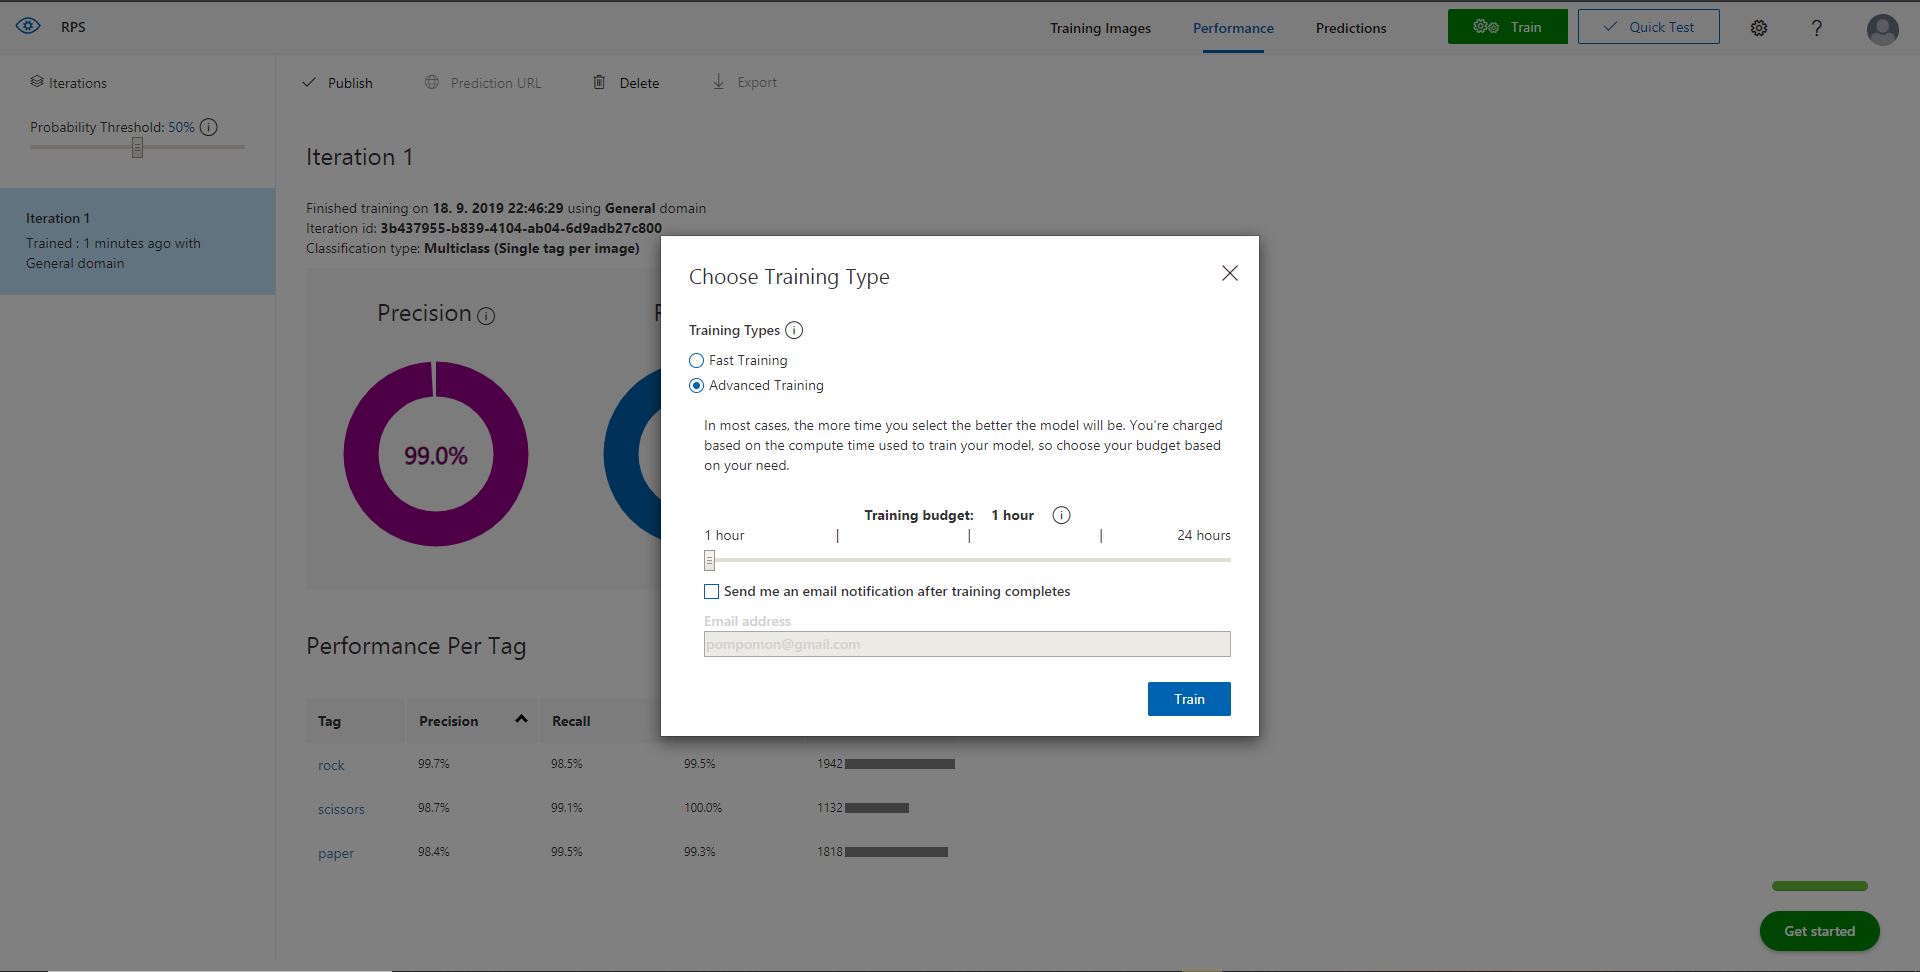 RPS
Training Images
Performance
Predictions
Train
Quick Test
?
Iterations
Probability Threshold: 50%
Iteration 1
Trained : 1 minutes ago with
General domain
Publish
Prediction URL
Delete
Export
Iteration 1
Finished training on 18. 9. 2019 22:46:29 using General domain
Iteration id: 3b437955-b839-4104-ab04-6d9adb27c800
Classification type: Multiclass (Single tag per image)
Precision
99.0%
Choose Training Type
Training Types
Fast Training
Advanced Training
In most cases, the more time you select the better the model will be. You're charged
based on the compute time used to train your model, so choose your budget based
on your need.
Training budget: 1 hour
1 hour | | | 24 hours
Send me an email notification after training completes
Email address
pompomon@gmail.com
Train
Performance Per Tag
Tag Precision Recall
rock 99.7% 98.5% 99.5% 1942
scissors 98.7% 99.1% 100.0% 1132
paper 98.4% 99.5% 99.3% 1818
Get started